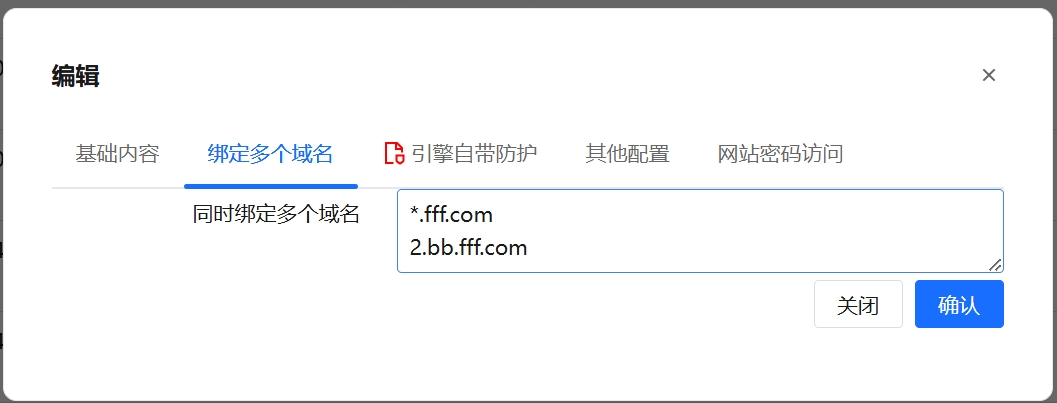 编辑
×
基础内容 绑定多个域名 引擎自带防护 其他配置 网站密码访问
同时绑定多个域名 *.fff.com
2.bb.fff.com
关闭 确认